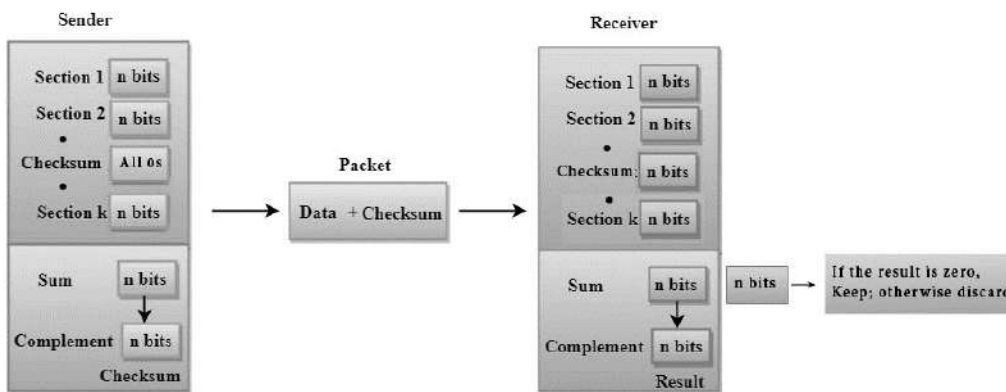 Sender
Section 1 n bits
Section 2 n bits
Checksum All 0s
Section k n bits
Sum n bits
Complement n bits
Checksum
Packet
Data + Checksum
Receiver
Section 1 n bits
Section 2 n bits
Checksum; n bits
Section k n bits
Sum n bits
Complement n bits
Result
n bits
If the result is zero,
Keep; otherwise discard